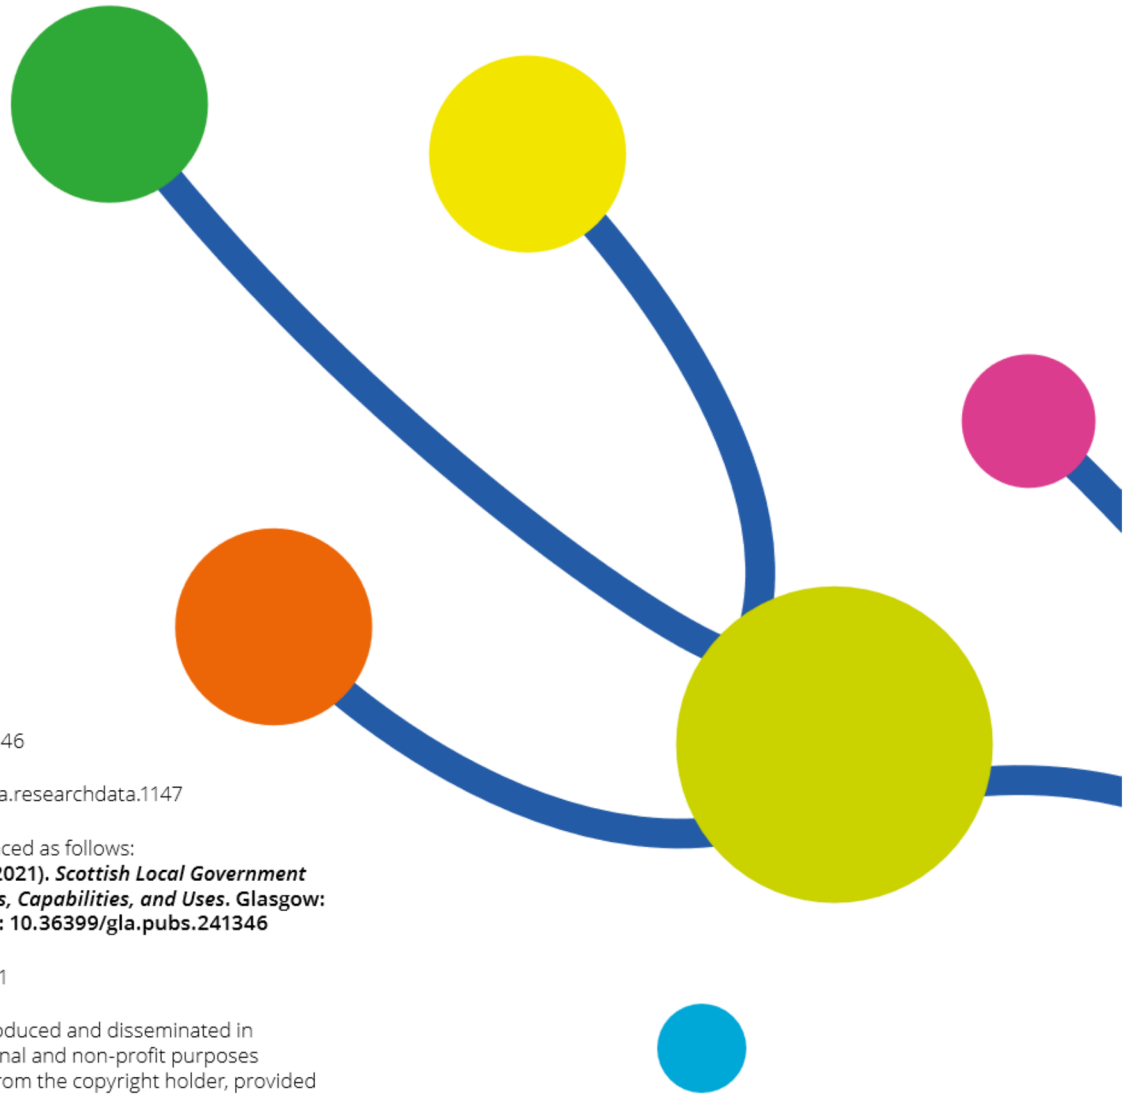 46
a.researchdata.1147
ced as follows:
2021). Scottish Local Government
s, Capabilities, and Uses. Glasgow:
: 10.36399/gla.pubs.241346
1
oduced and disseminated in
nal and non-profit purposes
rom the copyright holder, provided